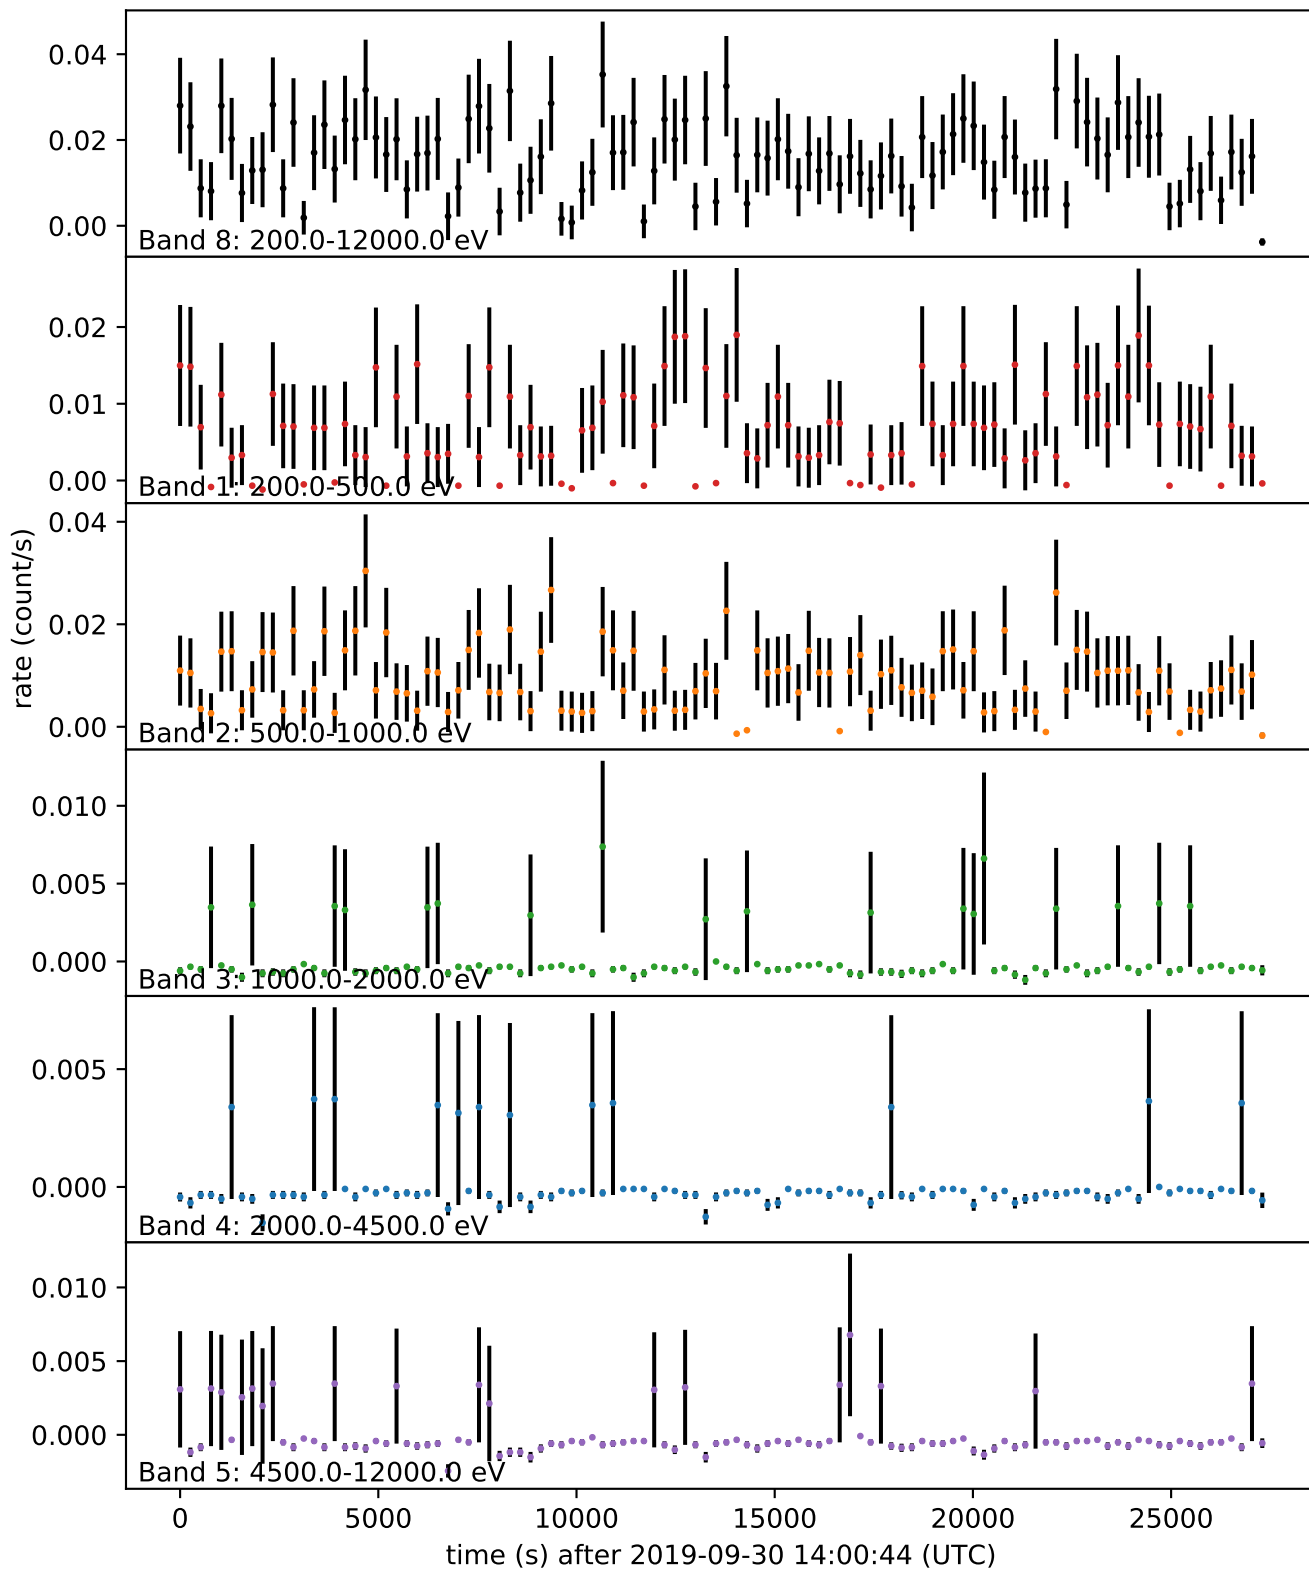 0.04
0.02
0.00
Band 8: 200.0-12000.0 eV
0.02
0.01
0.00
Band 1: 200.0-500.0 eV
0.04
0.02
0.00
Band 2: 500.0-1000.0 eV
rate (count/s)
0.010
0.005
0.000
Band 3: 1000.0-2000.0 eV
0.005
0.000
Band 4: 2000.0-4500.0 eV
0.010
0.005
0.000
Band 5: 4500.0-12000.0 eV
0 5000 10000 15000 20000 25000
time (s) after 2019-09-30 14:00:44 (UTC)